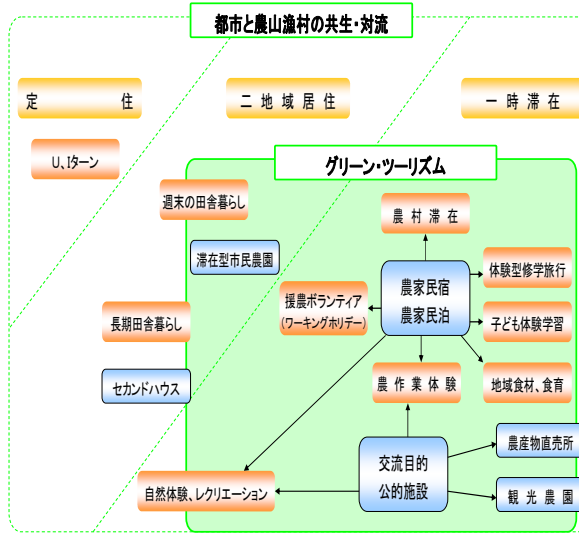 都市と農山漁村の共生・対流
定住
二地域居住
一時滞在
U、Iターン
グリーン・ツーリズム
週末の田舎暮らし
農村滞在
滞在型市民農園
農家民宿
農家民泊
体験型修学旅行
援農ボランティア
(ワーキングホリデー)
長期田舎暮らし
子ども体験学習
セカンドハウス
農作業体験
地域食材、食育
交流目的
公的施設
農産物直売所
自然体験、レクリエーション
観光農園